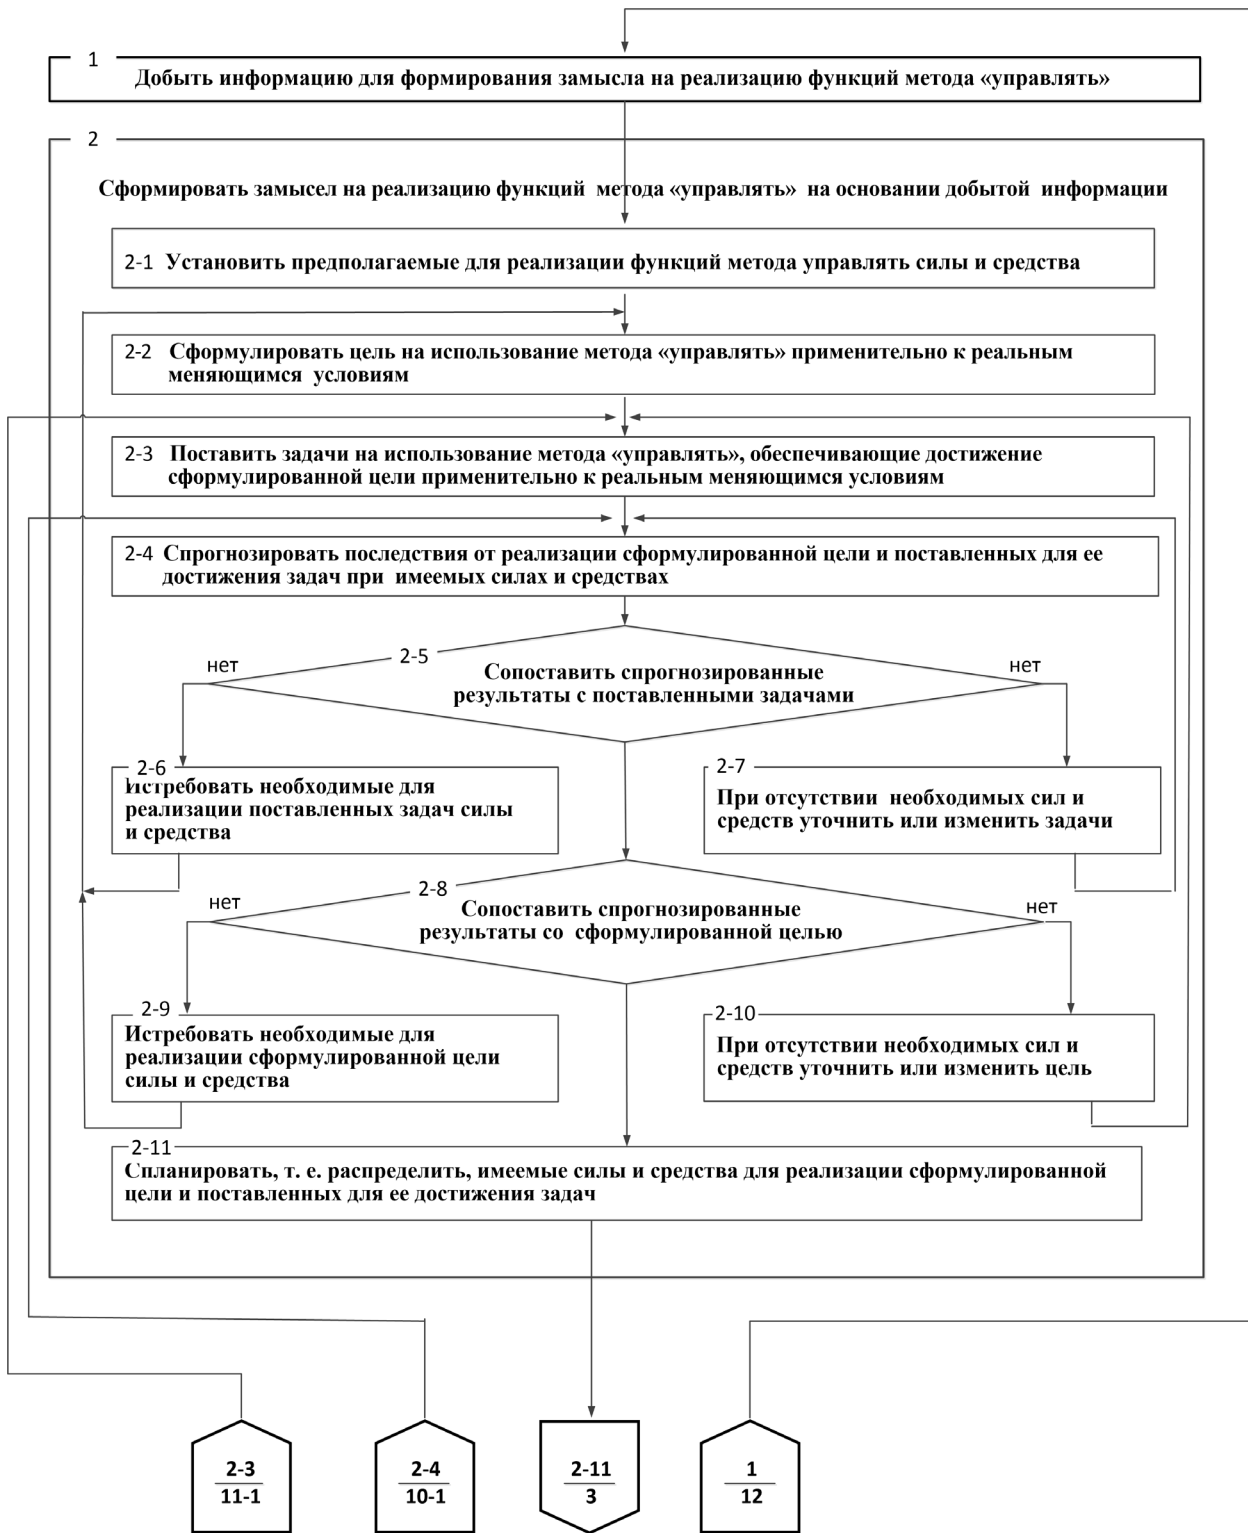 1
Добыть информацию для формирования замысла на реализацию функций метода «управлять»
2
Сформировать замысел на реализацию функций метода «управлять» на основании добытой информации
2-1 Установить предполагаемые для реализации функций метода управлять силы и средства
2-2 Сформулировать цель на использование метода «управлять» применительно к реальным
меняющимся условиям
2-3 Поставить задачи на использование метода «управлять», обеспечивающие достижение
сформулированной цели применительно к реальным меняющимся условиям
2-4 Спрогнозировать последствия от реализации сформулированной цели и поставленных для ее
достижения задач при имеемых силах и средствах
2-5
нет
нет
Сопоставить спрогнозированные
результаты с поставленными задачами
2-6
Истребовать необходимые для
реализации поставленных задач силы
и средства
2-7
При отсутствии необходимых сил и
средств уточнить или изменить задачи
2-8
нет
нет
Сопоставить спрогнозированные
результаты со сформулированной целью
2-9
Истребовать необходимые для
реализации сформулированной цели
силы и средства
2-10
При отсутствии необходимых сил и
средств уточнить или изменить цель
2-11
Спланировать, т. е. распределить, имеемые силы и средства для реализации сформулированной
цели и поставленных для ее достижения задач
2-3
11-1
2-4
10-1
2-11
3
1
12